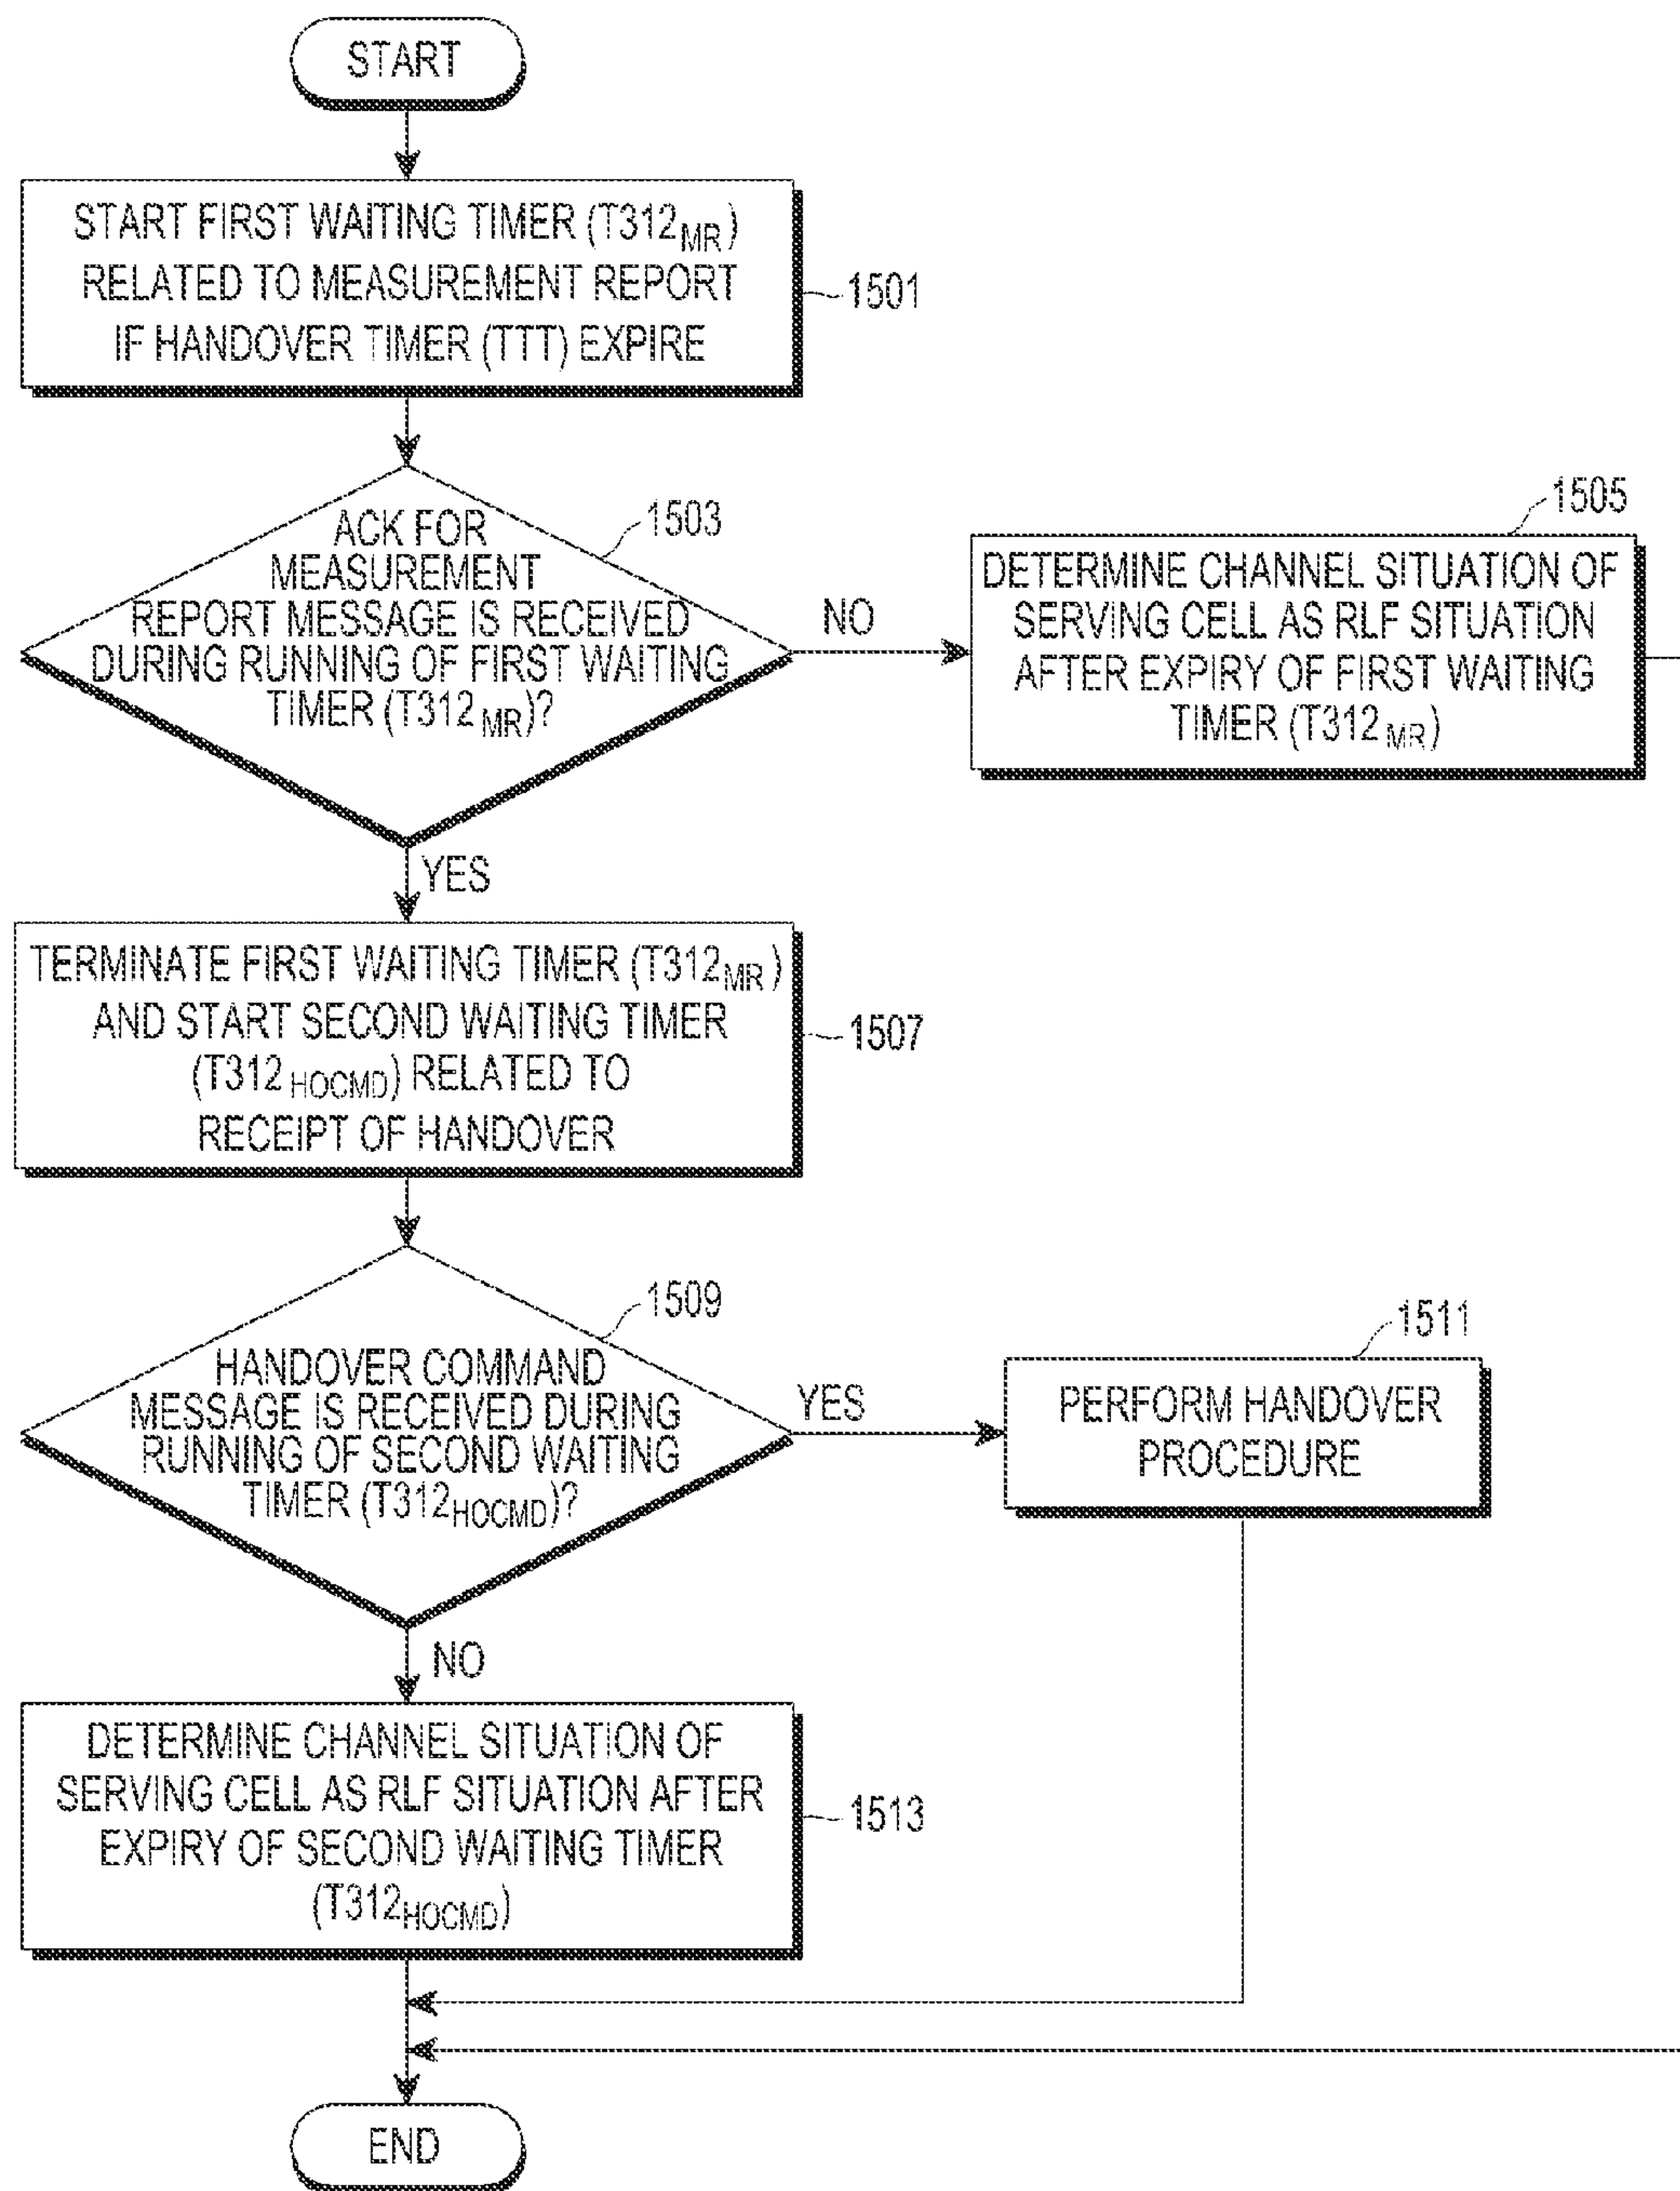 START
START FIRST WAITING TIMER (T312MR)
RELATED TO MEASUREMENT REPORT
IF HANDOVER TIMER (TTT) EXPIRE
1501
ACK FOR
MEASUREMENT
REPORT MESSAGE IS RECEIVED
DURING RUNNING OF FIRST WAITING
TIMER (T312MR)?
1503
NO
1505
DETERMINE CHANNEL SITUATION OF
SERVING CELL AS RLF SITUATION
AFTER EXPIRY OF FIRST WAITING
TIMER (T312MR)
YES
TERMINATE FIRST WAITING TIMER (T312MR)
AND START SECOND WAITING TIMER
(T312HOCMD) RELATED TO
RECEIPT OF HANDOVER
1507
1509
HANDOVER COMMAND
MESSAGE IS RECEIVED DURING
RUNNING OF SECOND WAITING
TIMER (T312HOCMD)?
YES
1511
PERFORM HANDOVER
PROCEDURE
NO
DETERMINE CHANNEL SITUATION OF
SERVING CELL AS RLF SITUATION AFTER
EXPIRY OF SECOND WAITING TIMER
(T312HOCMD)
1513
END